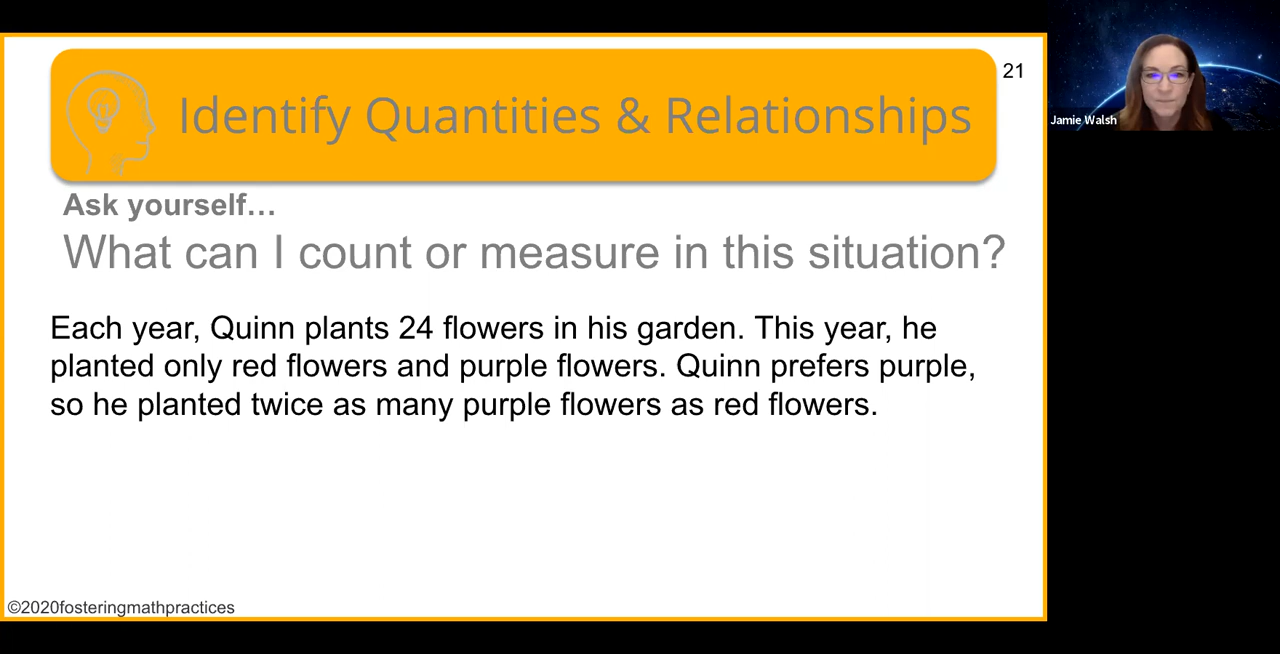 Identify Quantities & Relationships
21
Jamie Walsh
Ask yourself…
What can I count or measure in this situation?
Each year, Quinn plants 24 flowers in his garden. This year, he
planted only red flowers and purple flowers. Quinn prefers purple,
so he planted twice as many purple flowers as red flowers.
©2020fosteringmathpractices